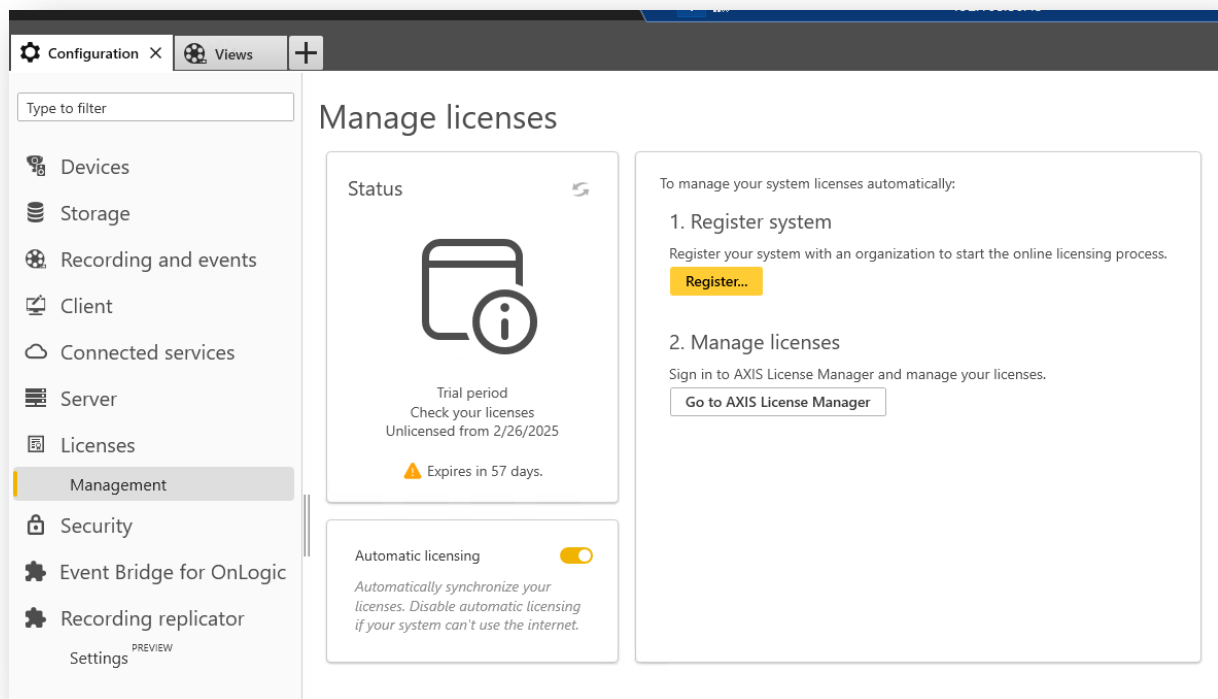 Configuration
Views
Type to filter
Devices
Storage
Recording and events
Client
Connected services
Server
Licenses
Management
Security
Event Bridge for OnLogic
Recording replicator
Settings PREVIEW
Manage licenses
Status
Trial period
Check your licenses
Unlicensed from 2/26/2025
Expires in 57 days.
Automatic licensing
Automatically synchronize your
licenses. Disable automatic licensing
if your system can't use the internet.
To manage your system licenses automatically:
1. Register system
Register your system with an organization to start the online licensing process.
Register...
2. Manage licenses
Sign in to AXIS License Manager and manage your licenses.
Go to AXIS License Manager